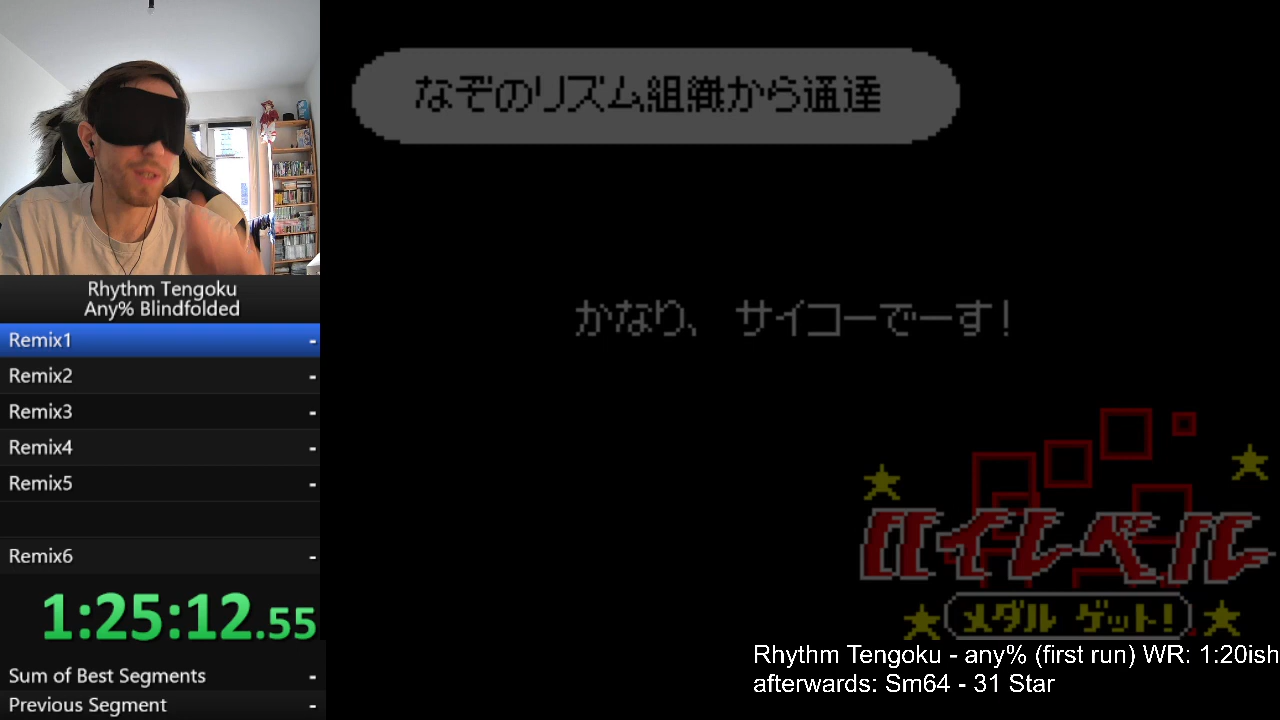 なぞのリズム組織から通達
かなり、 サイコーでーす!
ハイレベル
メダル ゲット!
Rhythm Tengoku
Any% Blindfolded
Remix1 -
Remix2 -
Remix3 -
Remix4 -
Remix5 -
Remix6 -
1:25:12.55
Sum of Best Segments -
Previous Segment -
Rhythm Tengoku - any% (first run) WR: 1:20ish
afterwards: Sm64 - 31 Star